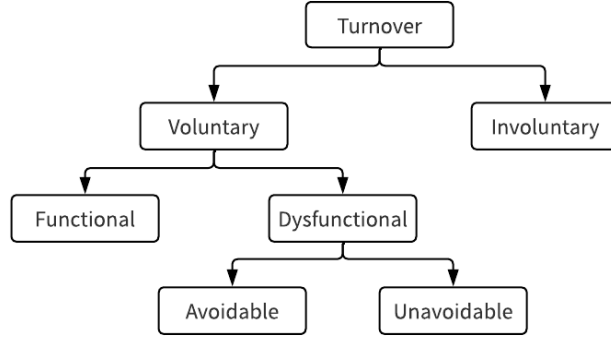 Turnover
Voluntary
Involuntary
Functional
Dysfunctional
Avoidable
Unavoidable